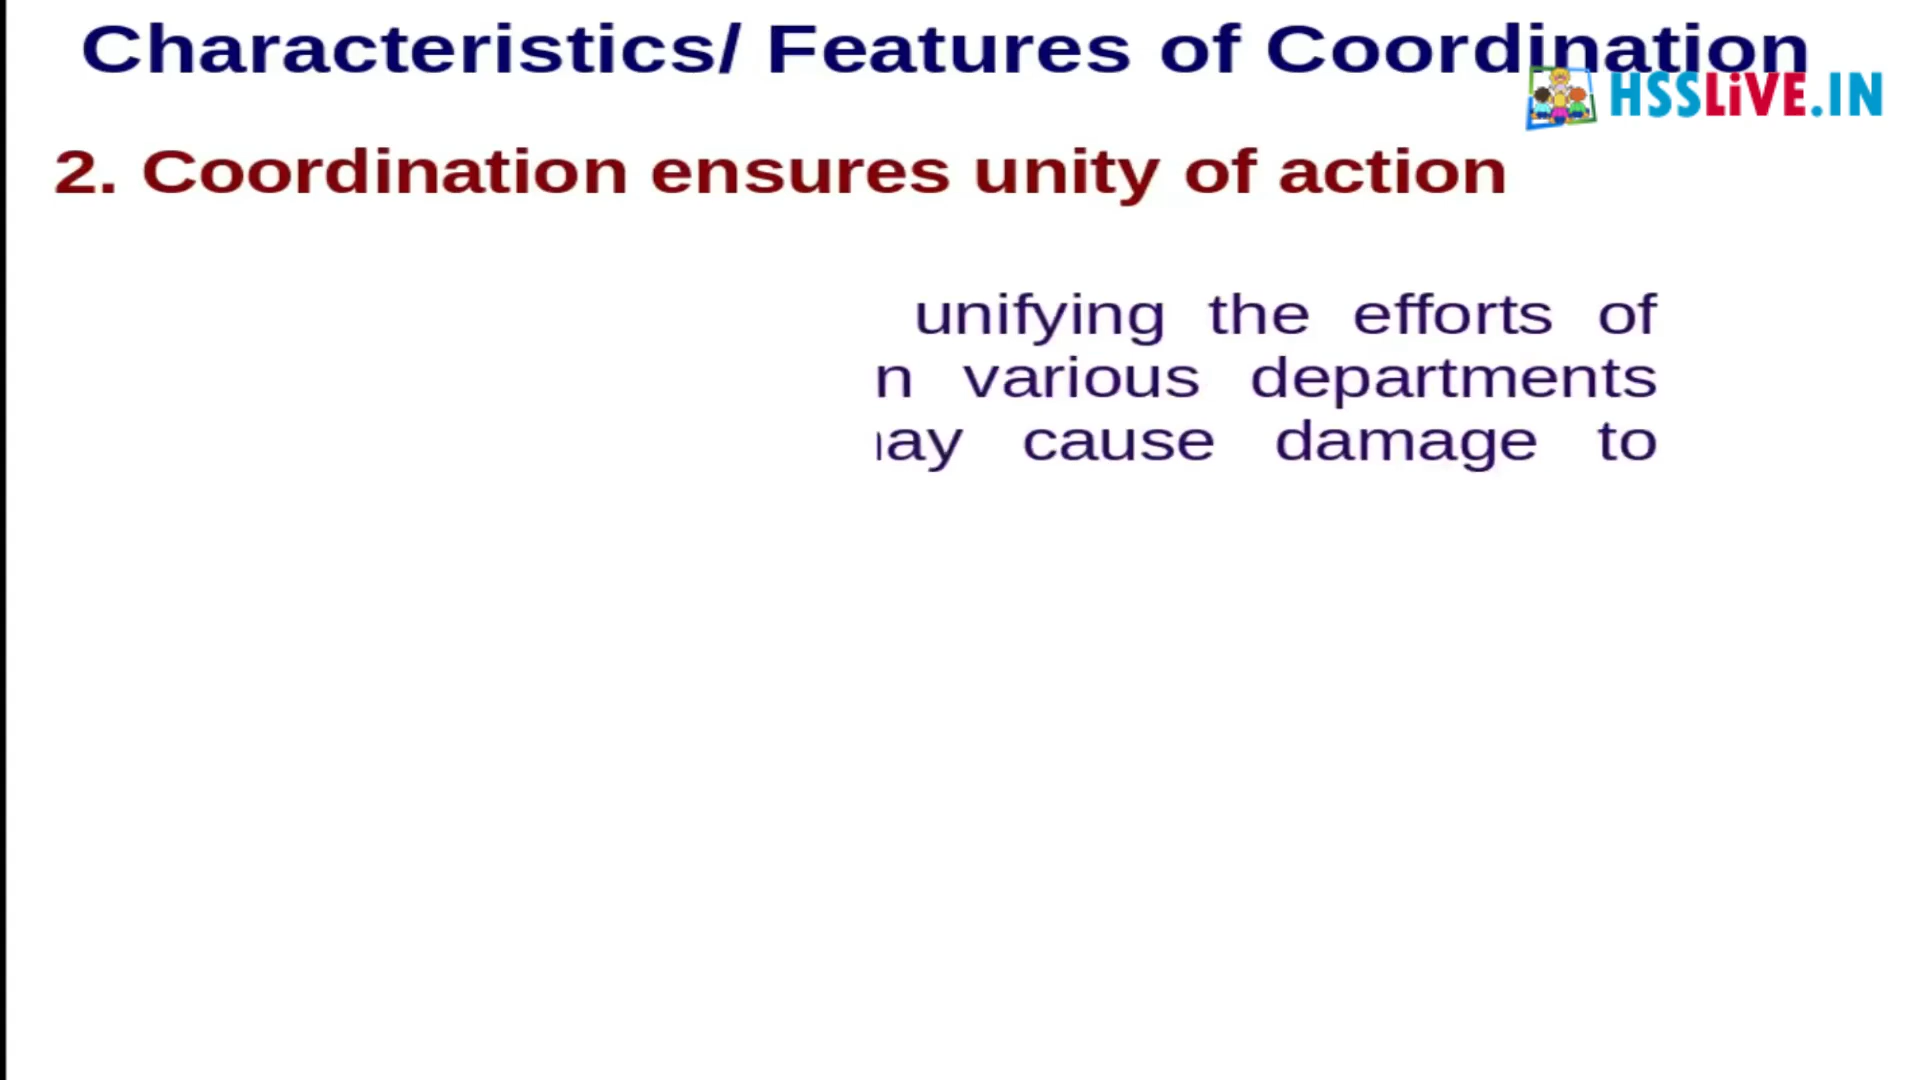 Characteristics/ Features of Coordination
HSSLiVE.IN
2. Coordination ensures unity of action
unifying the efforts of
various departments
cause damage to